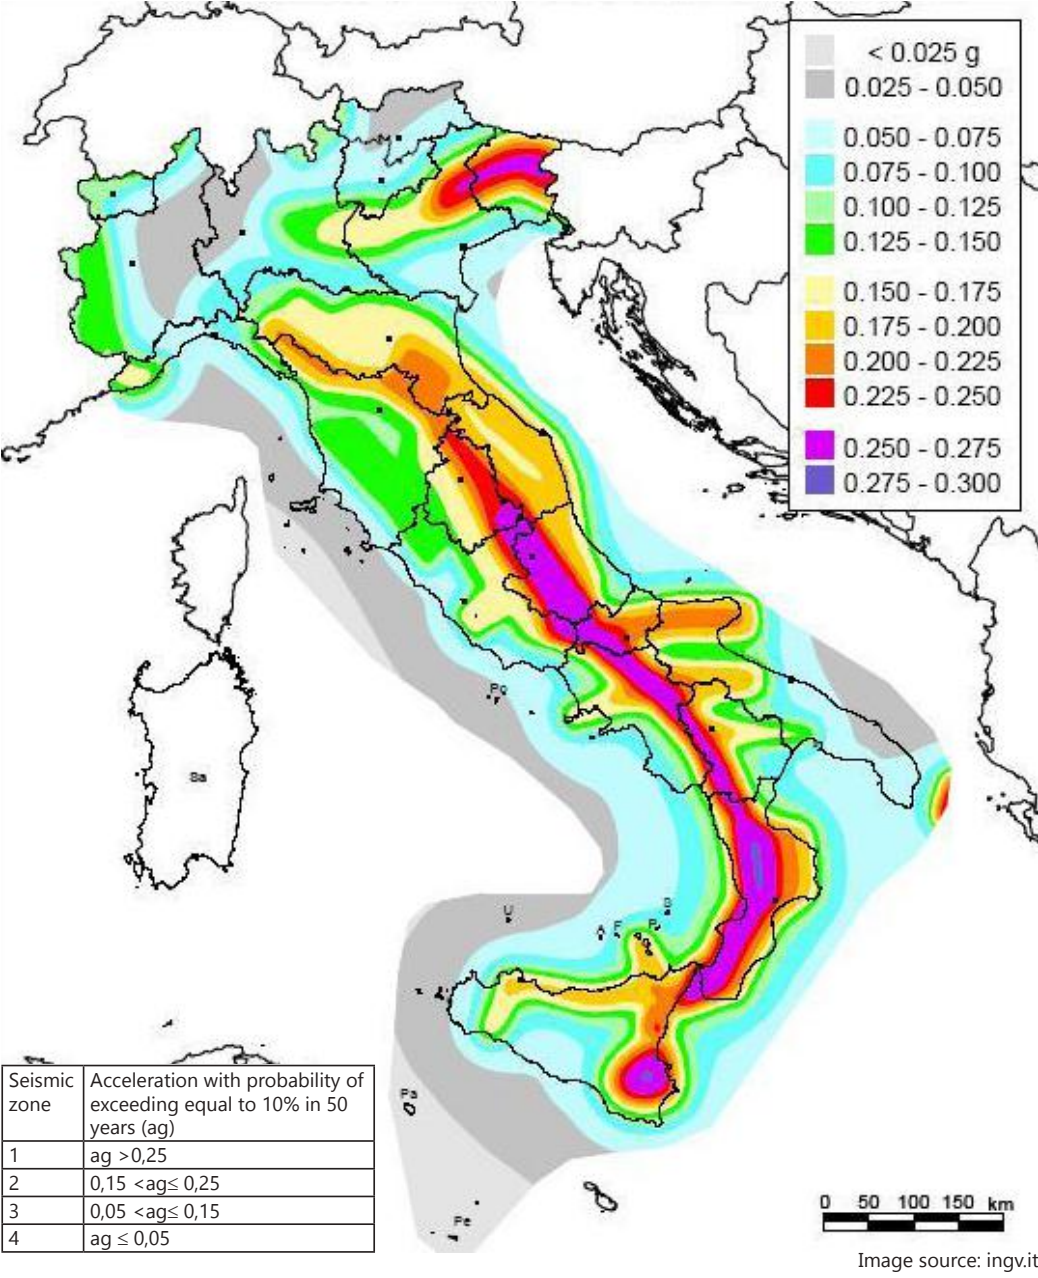 < 0.025 g
0.025 - 0.050
0.050 - 0.075
0.075 - 0.100
0.100 - 0.125
0.125 - 0.150
0.150 - 0.175
0.175 - 0.200
0.200 - 0.225
0.225 - 0.250
0.250 - 0.275
0.275 - 0.300
Po
Sa
S
U
A F P
Pa
Pe
Seismic zone | Acceleration with probability of exceeding equal to 10% in 50 years (ag)
1 | ag >0,25
2 | 0,15 <ag≤ 0,25
3 | 0,05 <ag≤ 0,15
4 | ag ≤ 0,05
0 50 100 150 km
Image source: ingv.it